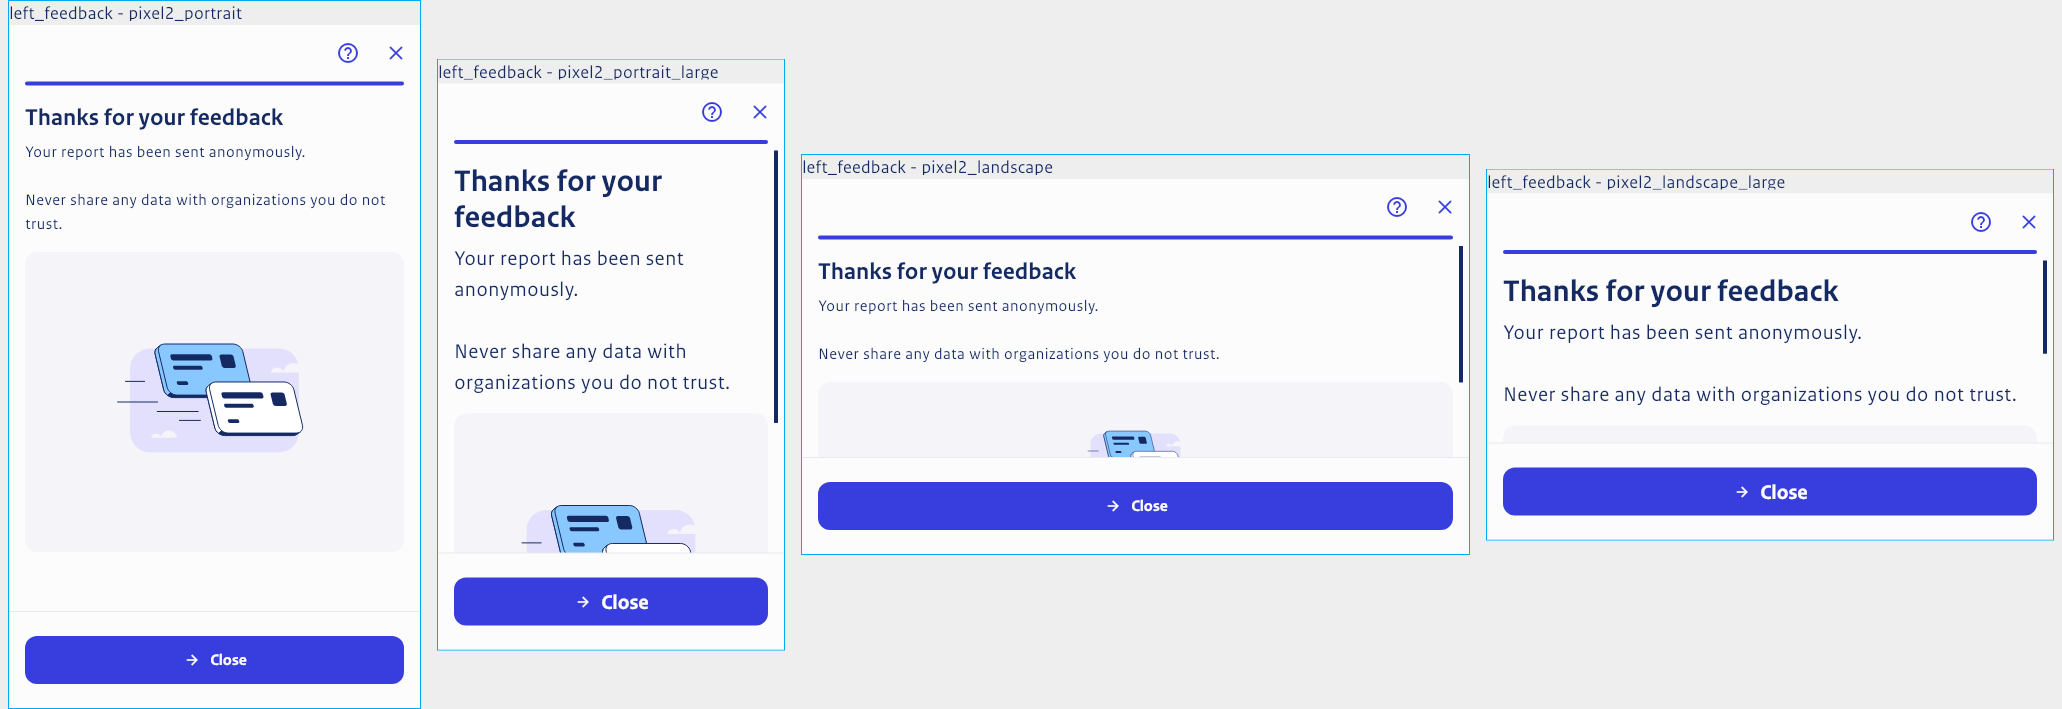 left_feedback - pixel2_portrait
Thanks for your feedback
Your report has been sent anonymously.
Never share any data with organizations you do not
trust.
Close
left_feedback - pixel2_portrait_large
Thanks for your
feedback
Your report has been sent
anonymously.
Never share any data with
organizations you do not trust.
Close
left_feedback - pixel2_landscape
Thanks for your feedback
Your report has been sent anonymously.
Never share any data with organizations you do not trust.
Close
left_feedback - pixel2_landscape_large
Thanks for your feedback
Your report has been sent anonymously.
Never share any data with organizations you do not trust.
Close